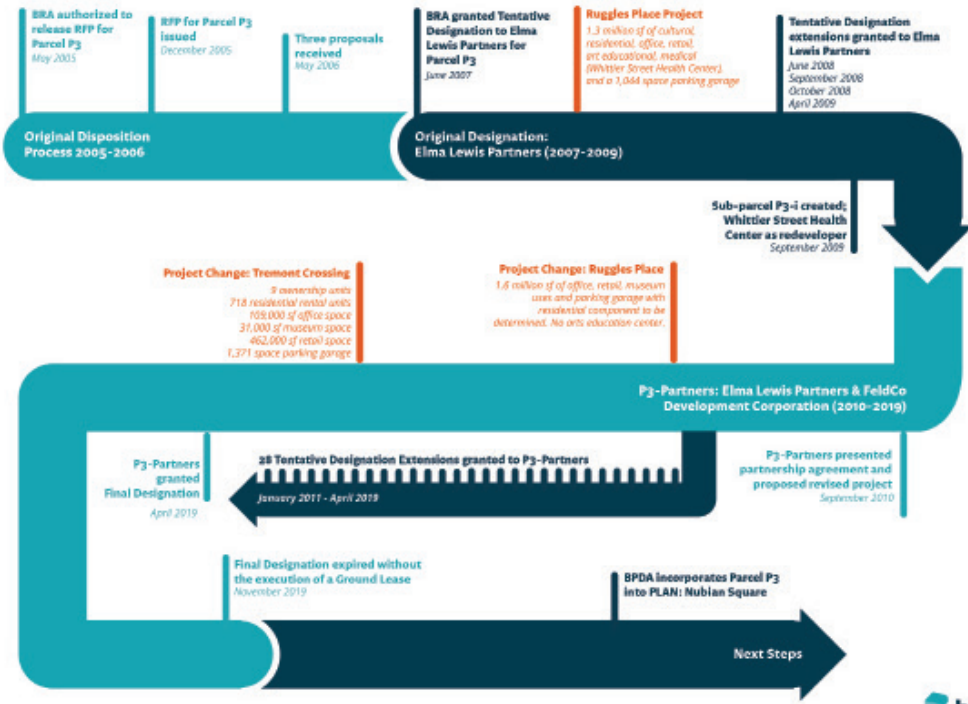 BRA authorized to
release RFP for
Parcel P3
May 2005
RFP for Parcel P3
issued
December 2005
Three proposals
received
May 2006
BRA granted Tentative
Designation to Elma
Lewis Partners for
Parcel P3
June 2007
Ruggles Place Project
1.3 million sf of cultural,
residential, office, retail,
art educational, medical
(Whittier Street Health Center),
and a 1,044 space parking garage
Tentative Designation
extensions granted to Elma
Lewis Partners
June 2008
September 2008
October 2008
April 2009
Original Disposition
Process 2005-2006
Original Designation:
Elma Lewis Partners (2007-2009)
Sub-parcel P3-i created;
Whittier Street Health
Center as redeveloper
September 2009
Project Change: Tremont Crossing
9 ownership units
718 residential rental units
109,000 sf office space
31,000 sf museum space
462,000 sf retail space
1,371 space parking garage
Project Change: Ruggles Place
1.6 million sf of office, retail, museum
uses and parking garage with
residential component to be
determined. No arts education center.
P3-Partners: Elma Lewis Partners & FeldCo
Development Corporation (2010-2019)
P3-Partners
granted
Final Designation
April 2019
28 Tentative Designation Extensions granted to P3-Partners
January 2011 - April 2019
P3-Partners presented
partnership agreement and
proposed revised project
September 2010
Final Designation expired without
the execution of a Ground Lease
November 2019
BPDA incorporates Parcel P3
into PLAN: Nubian Square
Next Steps